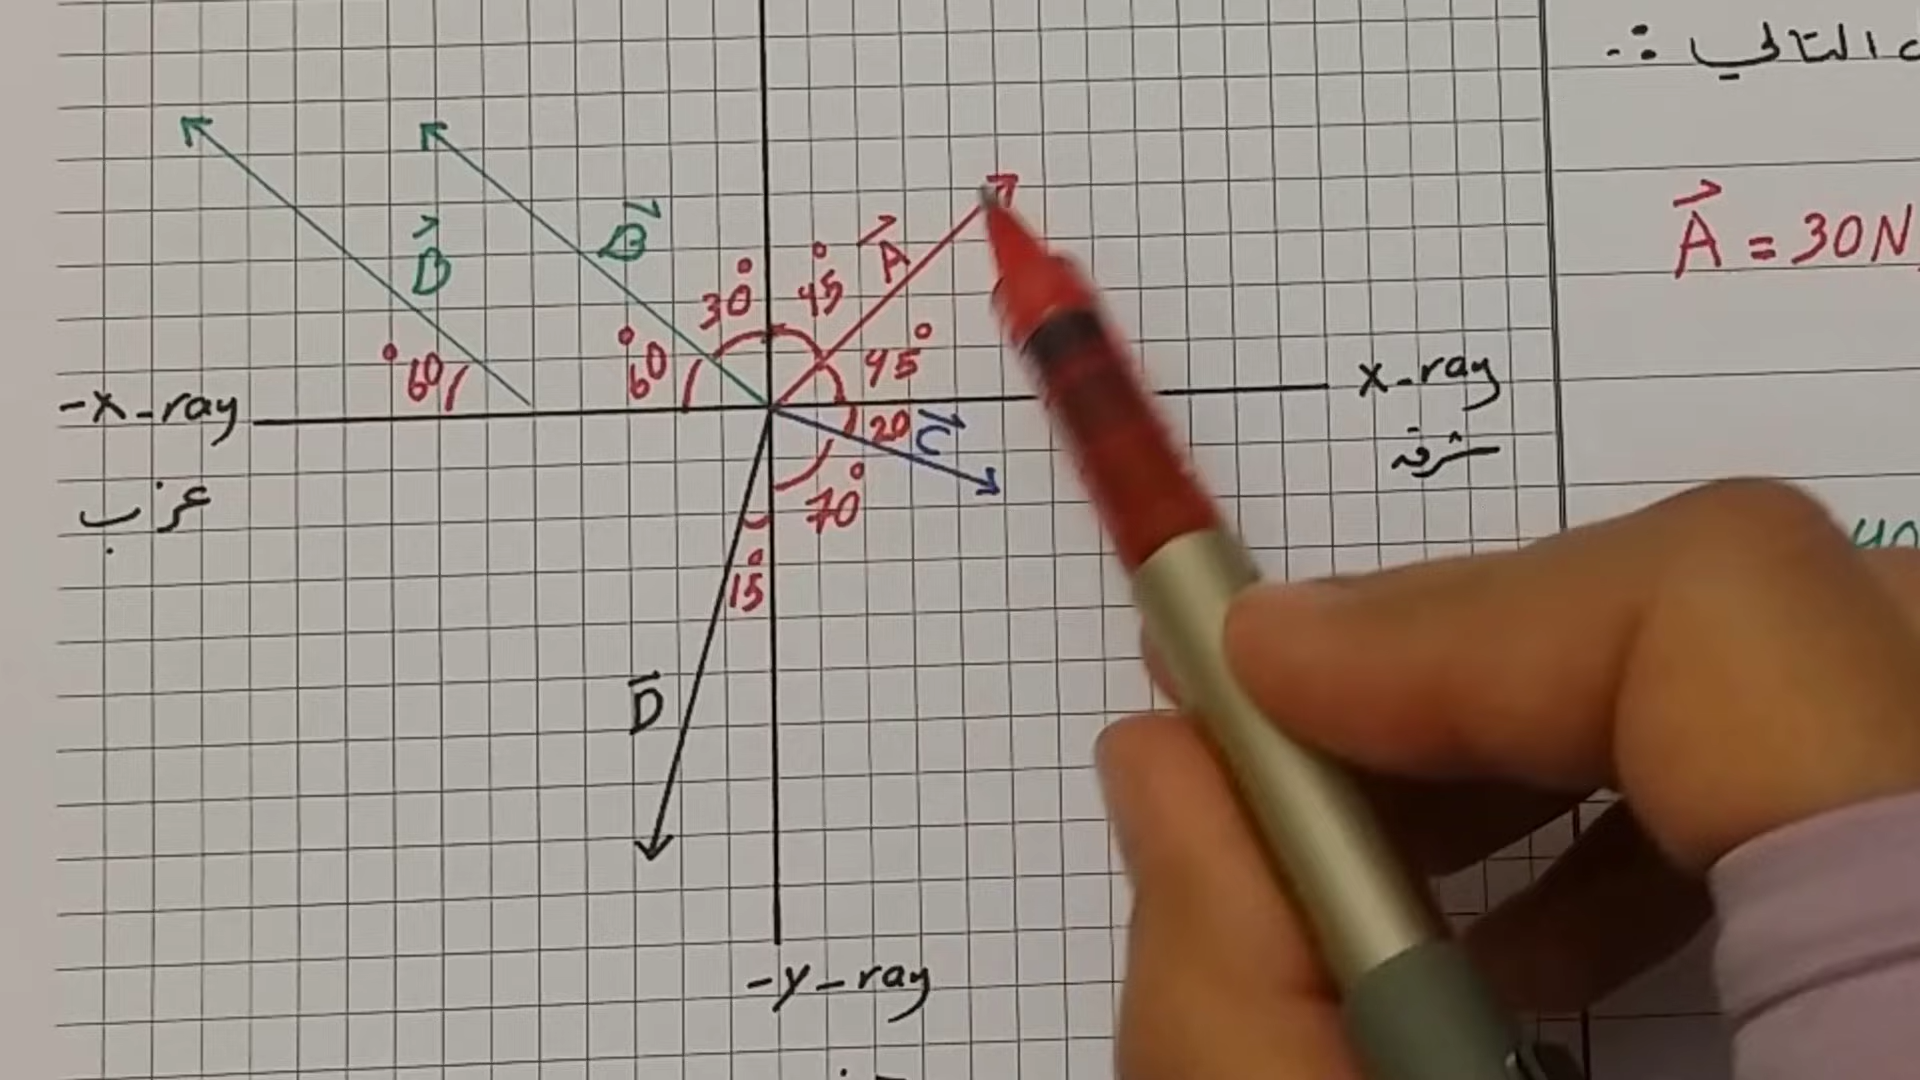 التالي :-
A = 30N
B
B
30°
45°
A
°60
°60
45°
-x-ray
x-ray
20
C
شرق
غرب
70°
15°
D
-y-ray